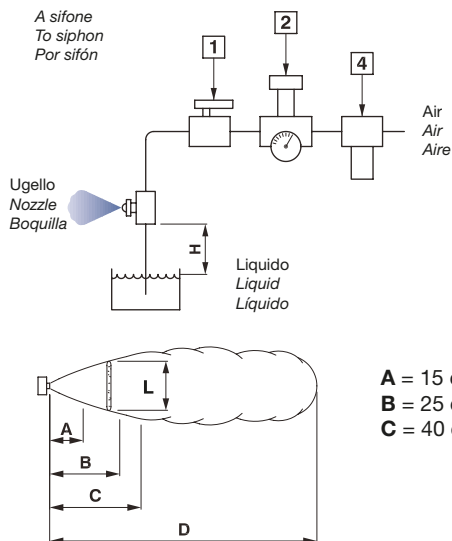 A sifone
To siphon
Por sifón
1
2
4
Air
Air
Aire
Ugello
Nozzle
Boquilla
H
Liquido
Liquid
Líquido
L
A
B
C
D
A = 15 c
B = 25 c
C = 40 c